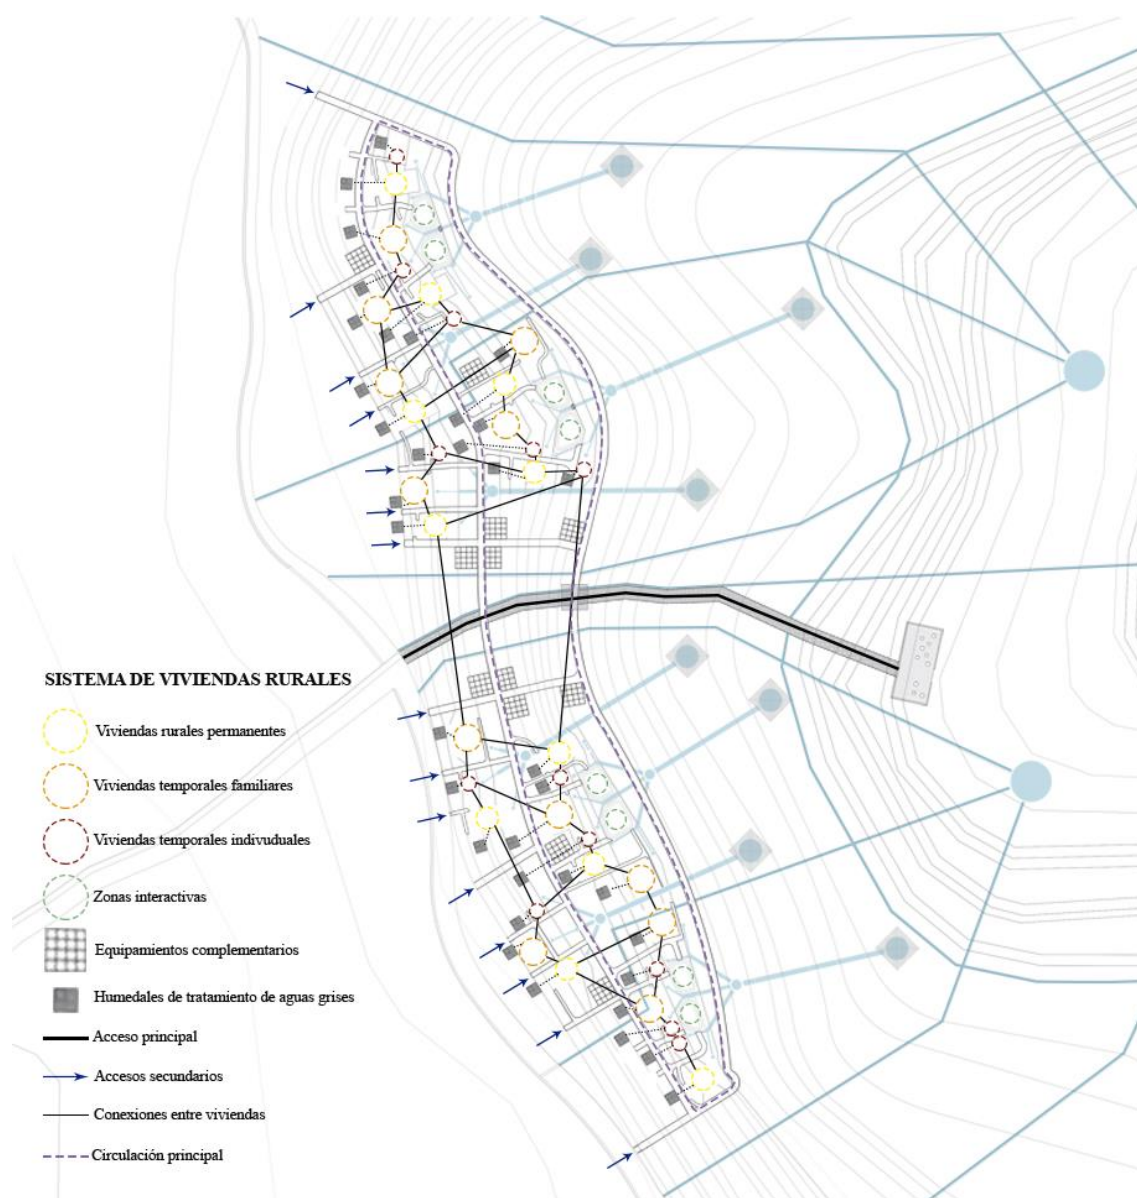 SISTEMA DE VIVIENDAS RURALES
Viviendas rurales permanentes
Viviendas temporales familiares
Viviendas temporales indivuduales
Zonas interactivas
Equipamientos complementarios
Humedales de tratamiento de aguas grises
Acceso principal
Accesos secundarios
Conexiones entre viviendas
Circulación principal